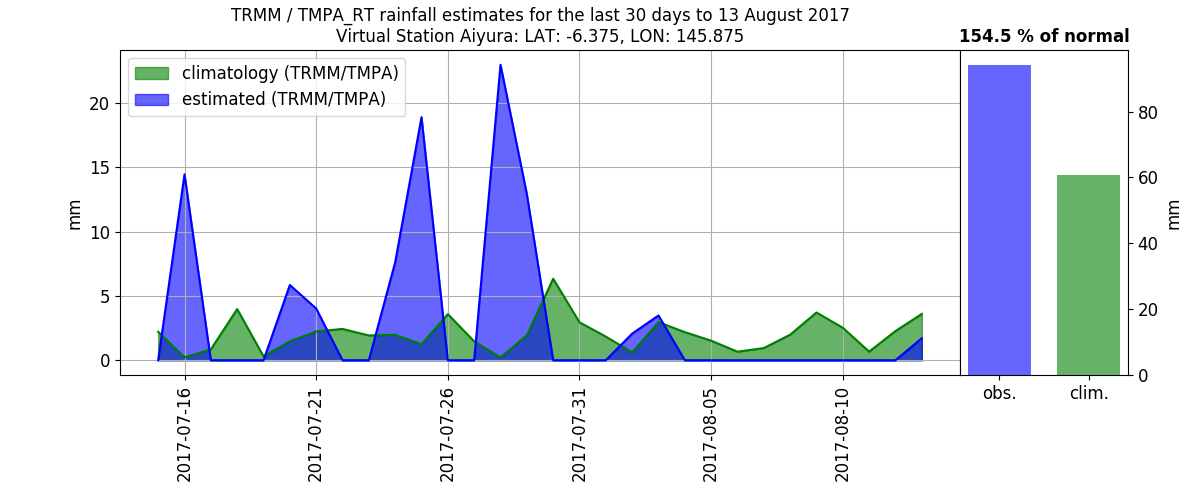 TRMM / TMPA_RT rainfall estimates for the last 30 days to 13 August 2017
Virtual Station Aiyura: LAT: -6.375, LON: 145.875
154.5 % of normal
climatology (TRMM/TMPA)
estimated (TRMM/TMPA)
20
15
10
5
0
mm
80
60
40
20
0
mm
2017-07-16
2017-07-21
2017-07-26
2017-07-31
2017-08-05
2017-08-10
obs.
clim.